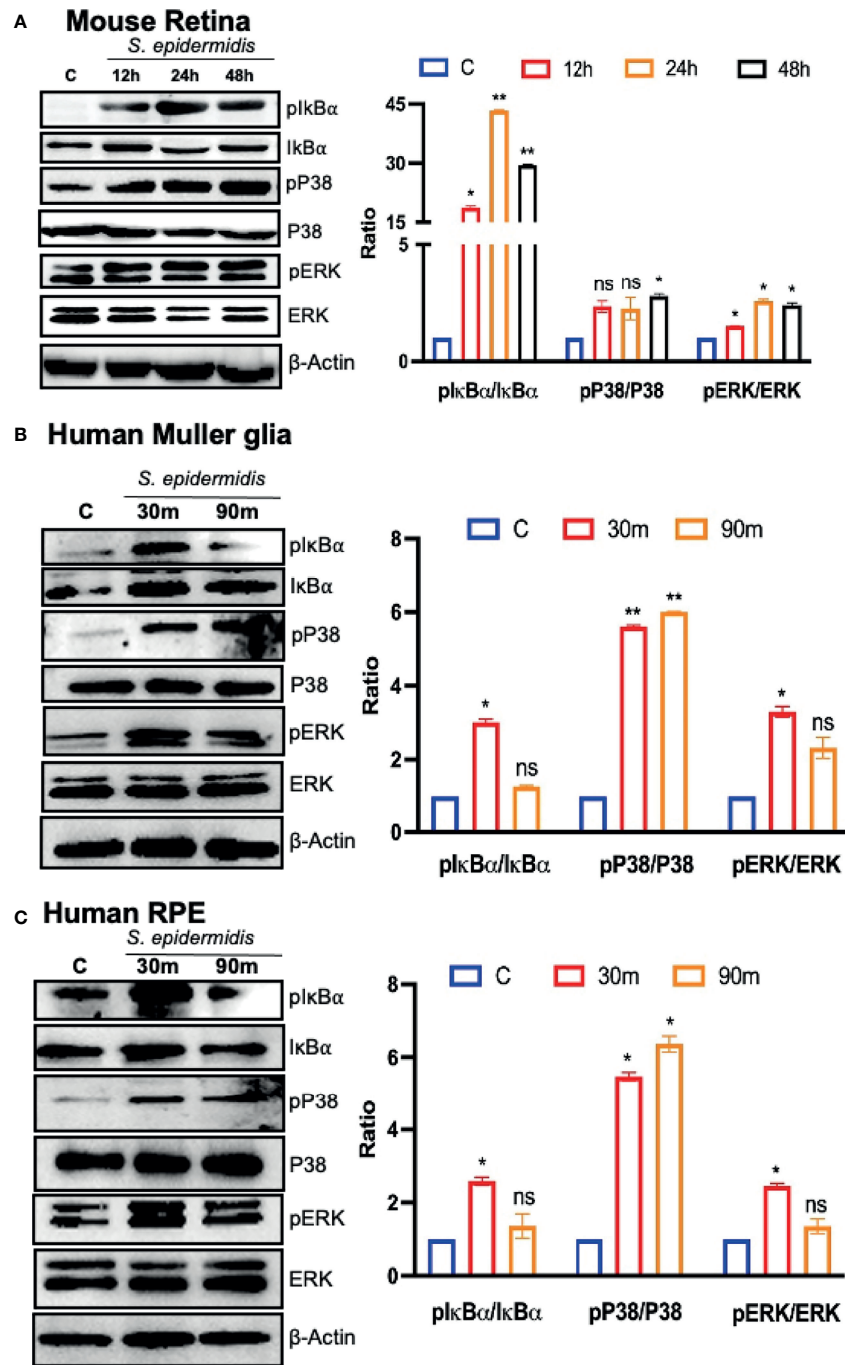 A Mouse Retina
S. epidermidis
C 12h 24h 48h
pIkBα
IkBα
pP38
P38
pERK
ERK
β-Actin
C 12h 24h 48h
Ratio
45
30
15
5
0
* ** **
ns ns *
* * *
pIκBα/IκBα pP38/P38 pERK/ERK
B Human Muller glia
S. epidermidis
C 30m 90m
pIκBα
IκBα
pP38
P38
pERK
ERK
β-Actin
C 30m 90m
Ratio
8
6
4
2
0
* ns
** **
* ns
pIκBα/IκBα pP38/P38 pERK/ERK
C Human RPE
S. epidermidis
C 30m 90m
pIκBα
IκBα
pP38
P38
pERK
ERK
β-Actin
C 30m 90m
Ratio
8
6
4
2
0
* ns
* *
* ns
pIκBα/IκBα pP38/P38 pERK/ERK